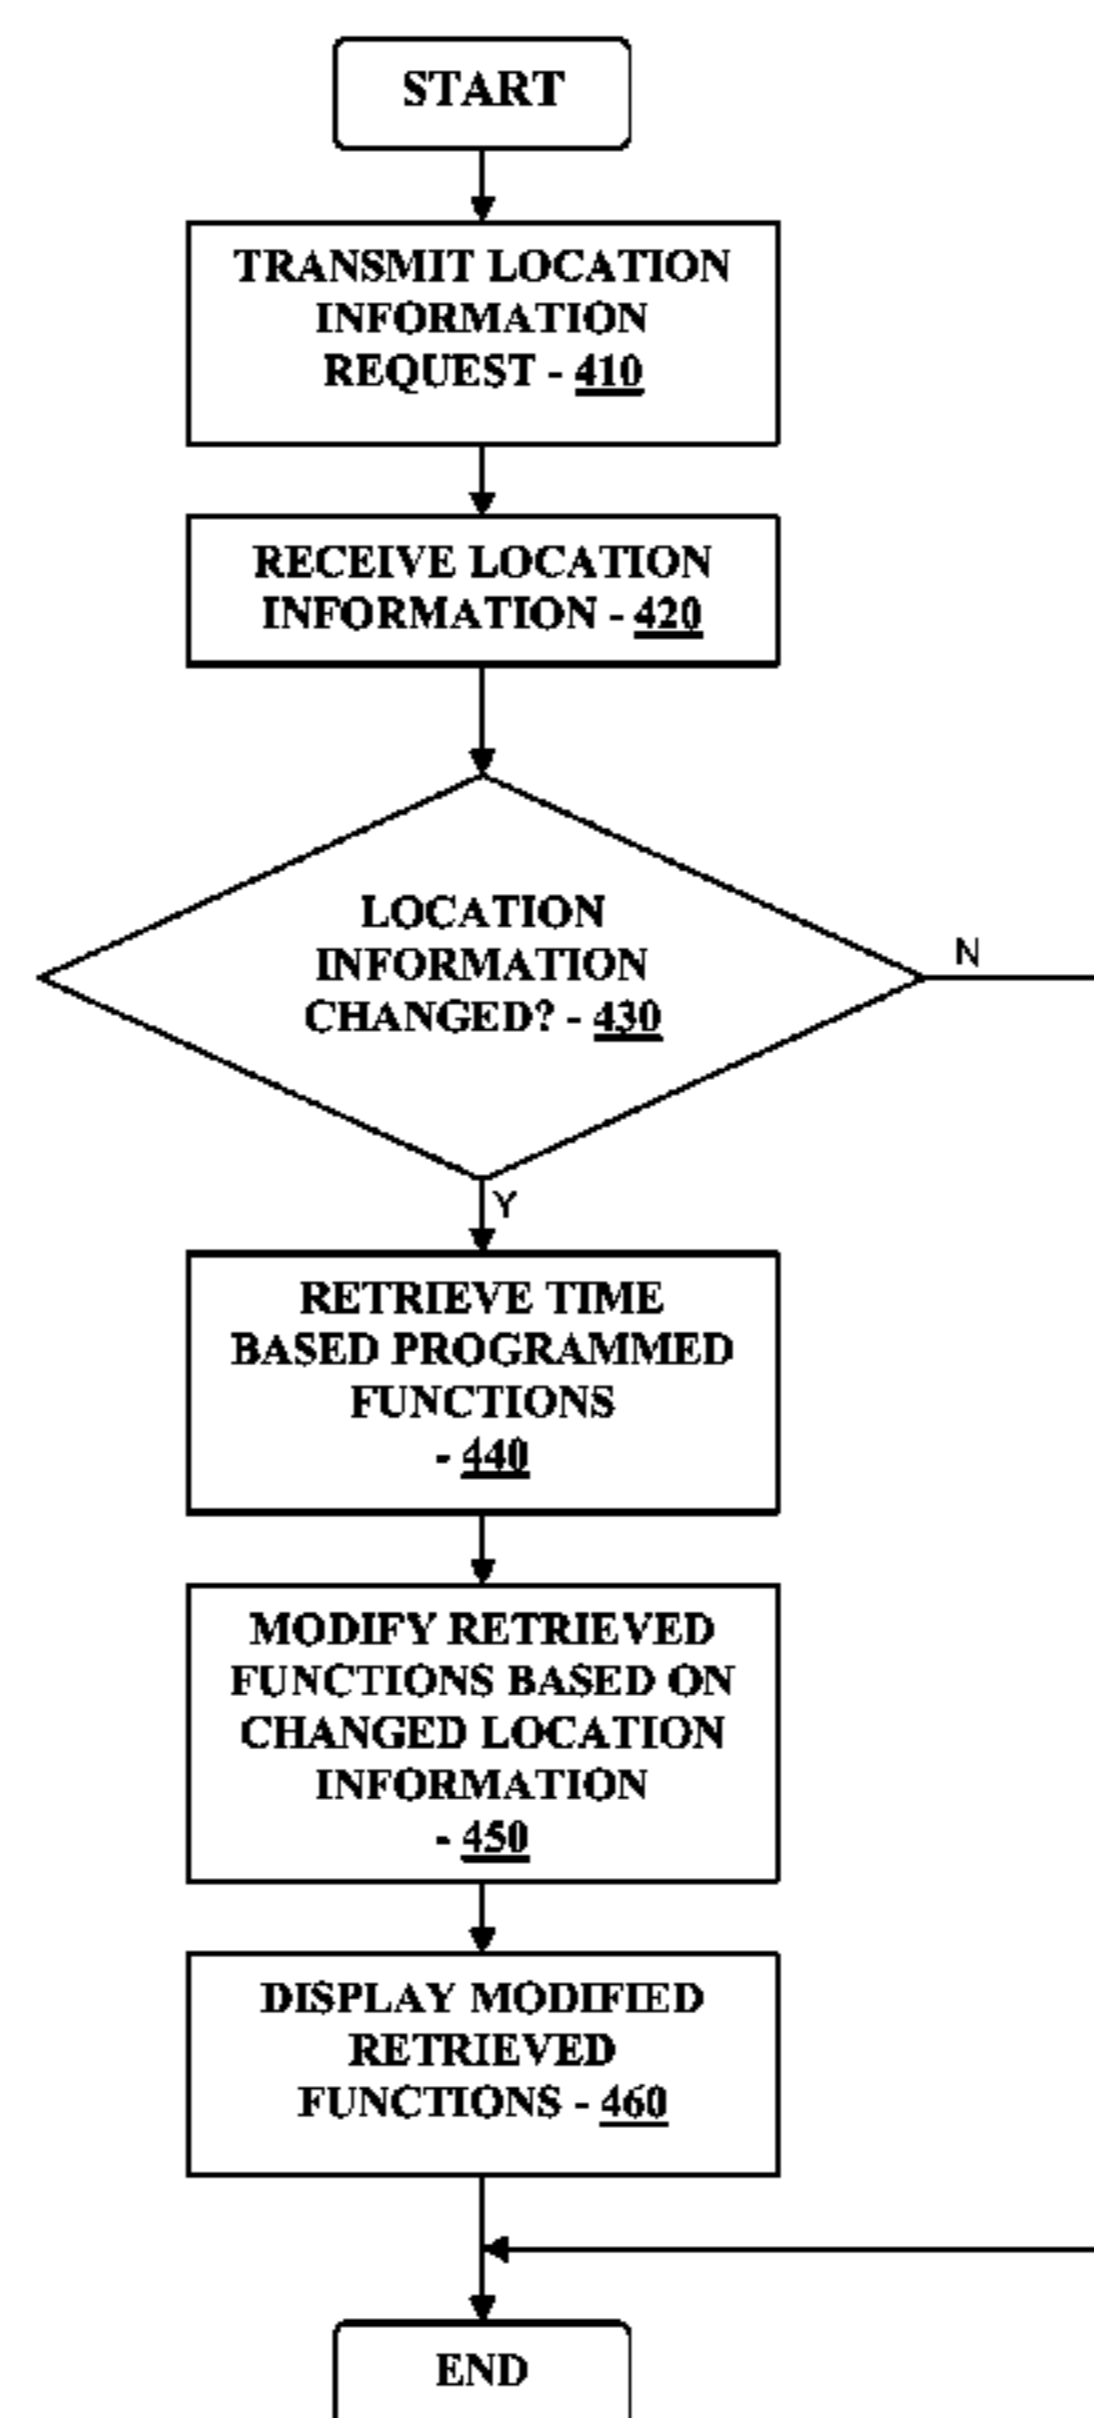 START
TRANSMIT LOCATION
INFORMATION
REQUEST - 410
RECEIVE LOCATION
INFORMATION - 420
LOCATION
INFORMATION
CHANGED? - 430
N
Y
RETRIEVE TIME
BASED PROGRAMMED
FUNCTIONS
- 440
MODIFY RETRIEVED
FUNCTIONS BASED ON
CHANGED LOCATION
INFORMATION
- 450
DISPLAY MODIFIED
RETRIEVED
FUNCTIONS - 460
END